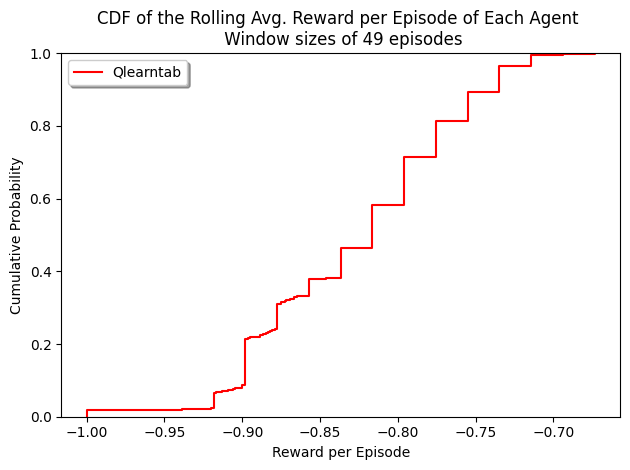 CDF of the Rolling Avg. Reward per Episode of Each Agent
Window sizes of 49 episodes
Qlearntab
Cumulative Probability
1.0
0.8
0.6
0.4
0.2
0.0
−1.00 −0.95 −0.90 −0.85 −0.80 −0.75 −0.70
Reward per Episode